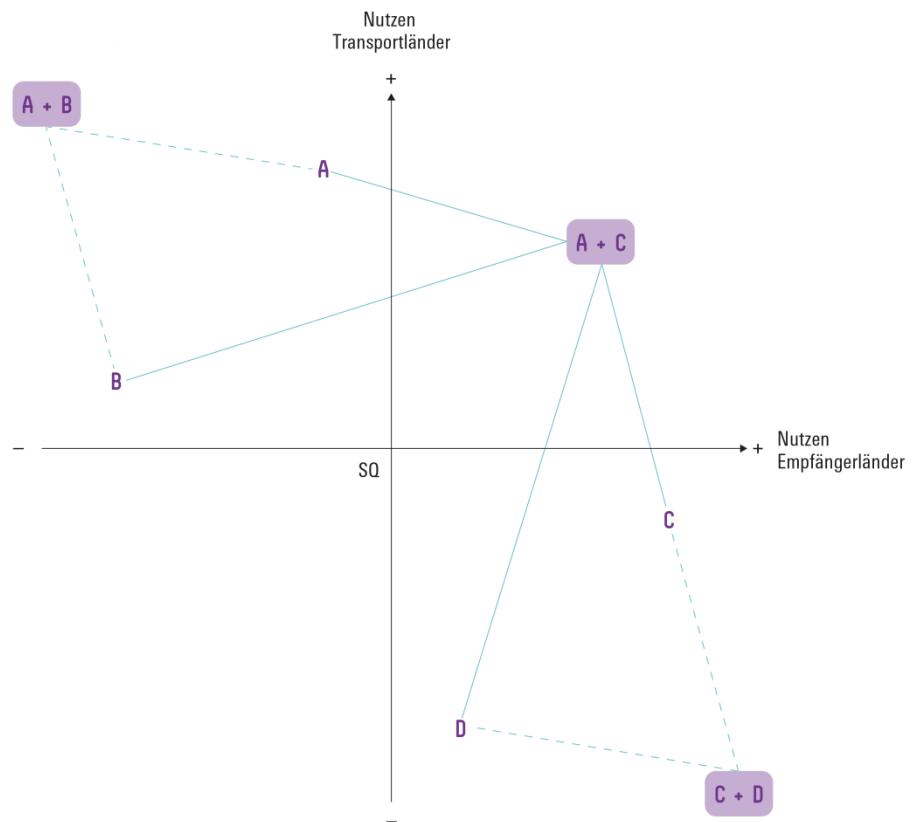 Nutzen
Transportländer
+
A + B
A
A + C
B
–
+
Nutzen
Empfängerländer
SQ
C
D
C + D
–